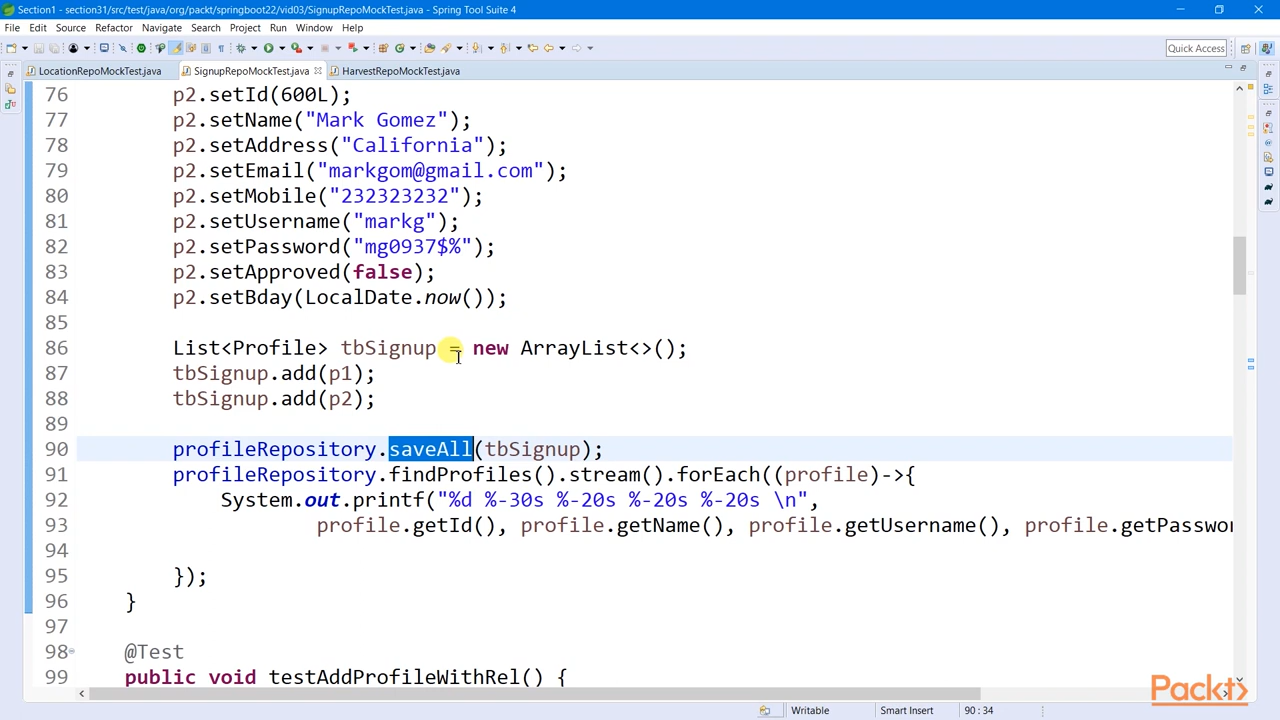 Section1 - section31/src/test/java/org/packt/springboot22/vid03/SignupRepoMockTest.java - Spring Tool Suite 4
File Edit Source Refactor Navigate Search Project Run Window Help
Quick Access
LocationRepoMockTest.java SignupRepoMockTest.java HarvestRepoMockTest.java
76 p2.setId(600L);
77 p2.setName("Mark Gomez");
78 p2.setAddress("California");
79 p2.setEmail("markgom@gmail.com");
80 p2.setMobile("232323232");
81 p2.setUsername("markg");
82 p2.setPassword("mg0937$%");
83 p2.setApproved(false);
84 p2.setBday(LocalDate.now());
85
86 List<Profile> tbSignup = new ArrayList<>();
87 tbSignup.add(p1);
88 tbSignup.add(p2);
89
90 profileRepository.saveAll(tbSignup);
91 profileRepository.findProfiles().stream().forEach((profile)->{
92 System.out.printf("%d %-30s %-20s %-20s %-20s \n",
93 profile.getId(), profile.getName(), profile.getUsername(), profile.getPasswor
94
95 });
96 }
97
98 @Test
99 public void testAddProfileWithRel() {
Packt>
Writable Smart Insert 90 : 34